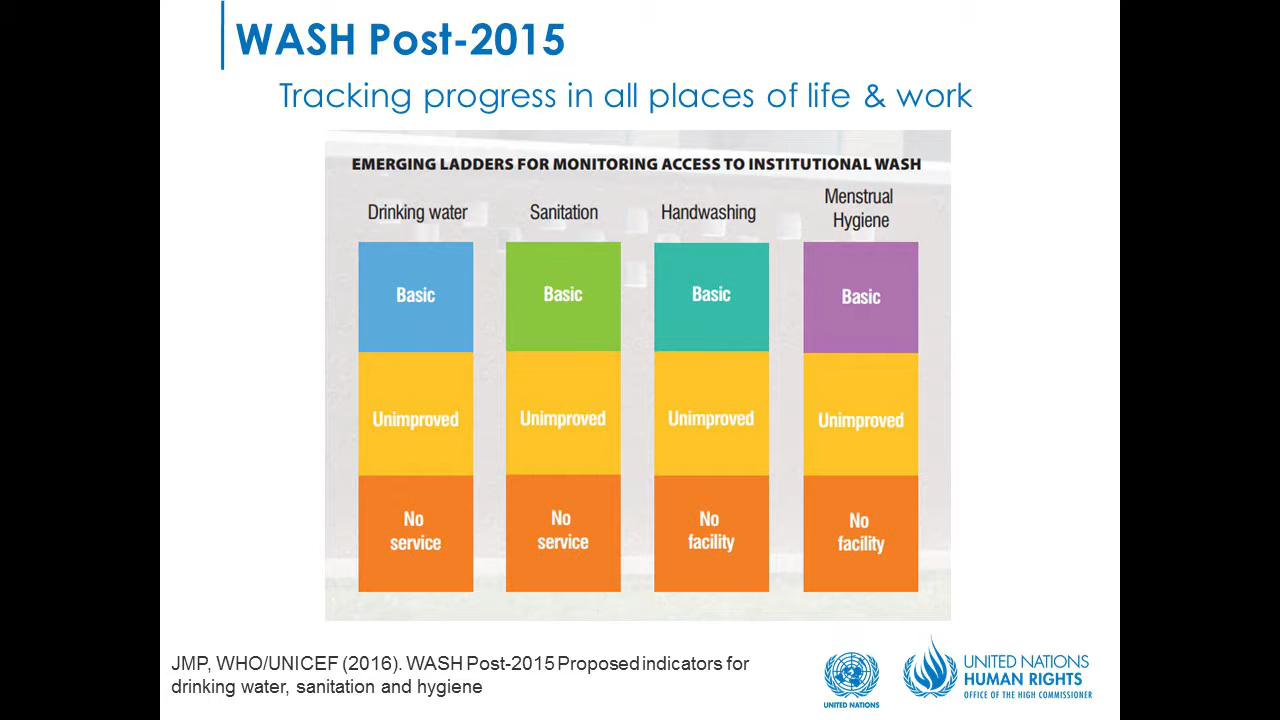 WASH Post-2015
Tracking progress in all places of life & work
EMERGING LADDERS FOR MONITORING ACCESS TO INSTITUTIONAL WASH
Drinking water
Sanitation
Handwashing
Menstrual
Hygiene
Basic
Basic
Basic
Basic
Unimproved
Unimproved
Unimproved
Unimproved
No
service
No
service
No
facility
No
facility
JMP, WHO/UNICEF (2016). WASH Post-2015 Proposed indicators for
drinking water, sanitation and hygiene
UNITED NATIONS
UNITED NATIONS
HUMAN RIGHTS
OFFICE OF THE HIGH COMMISSIONER